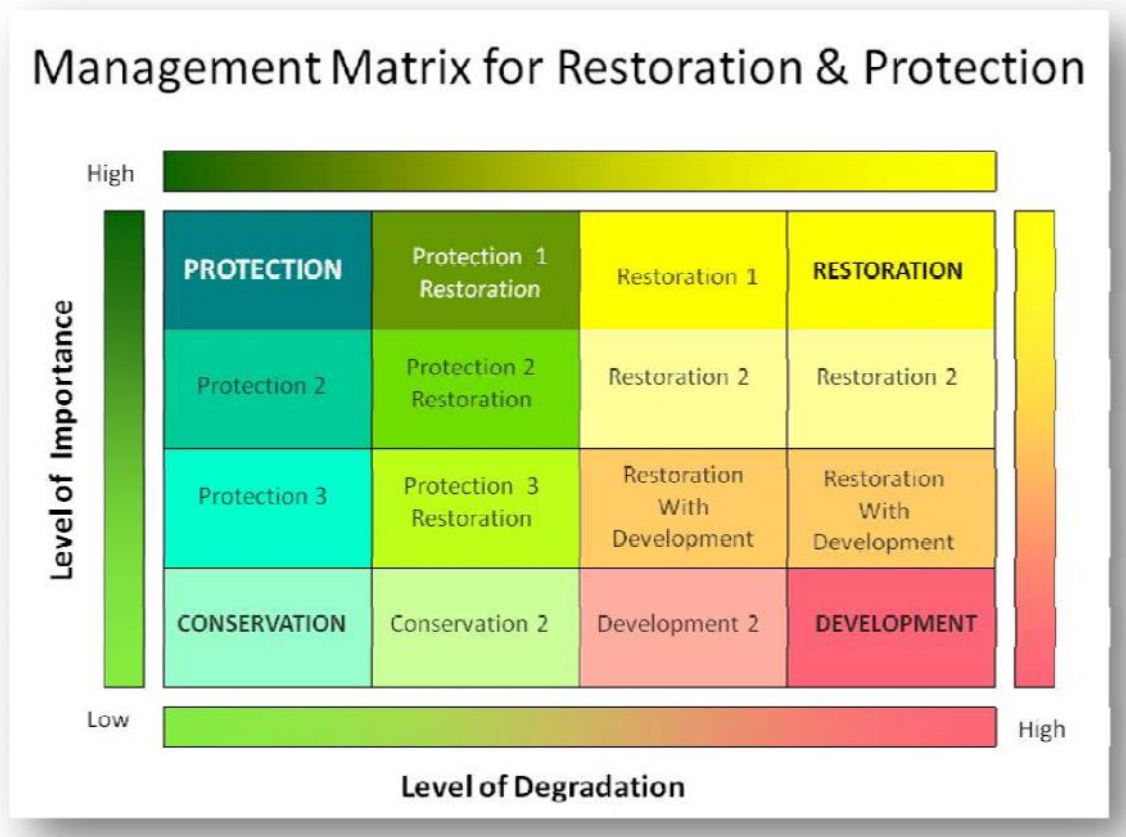 Management Matrix for Restoration & Protection
High
Level of Importance
PROTECTION
Protection 1
Restoration
Restoration 1
RESTORATION
Protection 2
Protection 2
Restoration
Restoration 2
Restoration 2
Protection 3
Protection 3
Restoration
Restoration
With
Development
Restoration
With
Development
CONSERVATION
Conservation 2
Development 2
DEVELOPMENT
Low
High
Level of Degradation